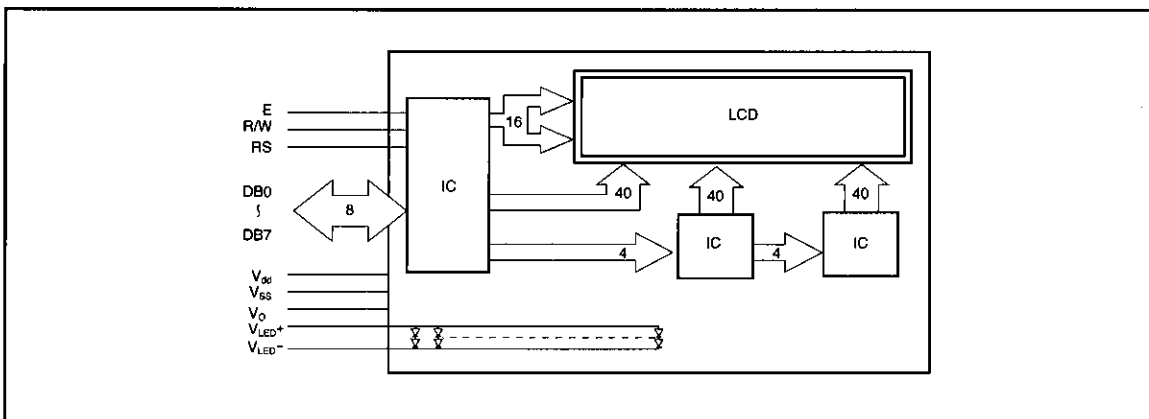 E
R/W
RS
DB0
~
DB7
8
IC
16
LCD
40
40
40
4
IC
4
IC
Vdd
VSS
VO
VLED+
VLED−